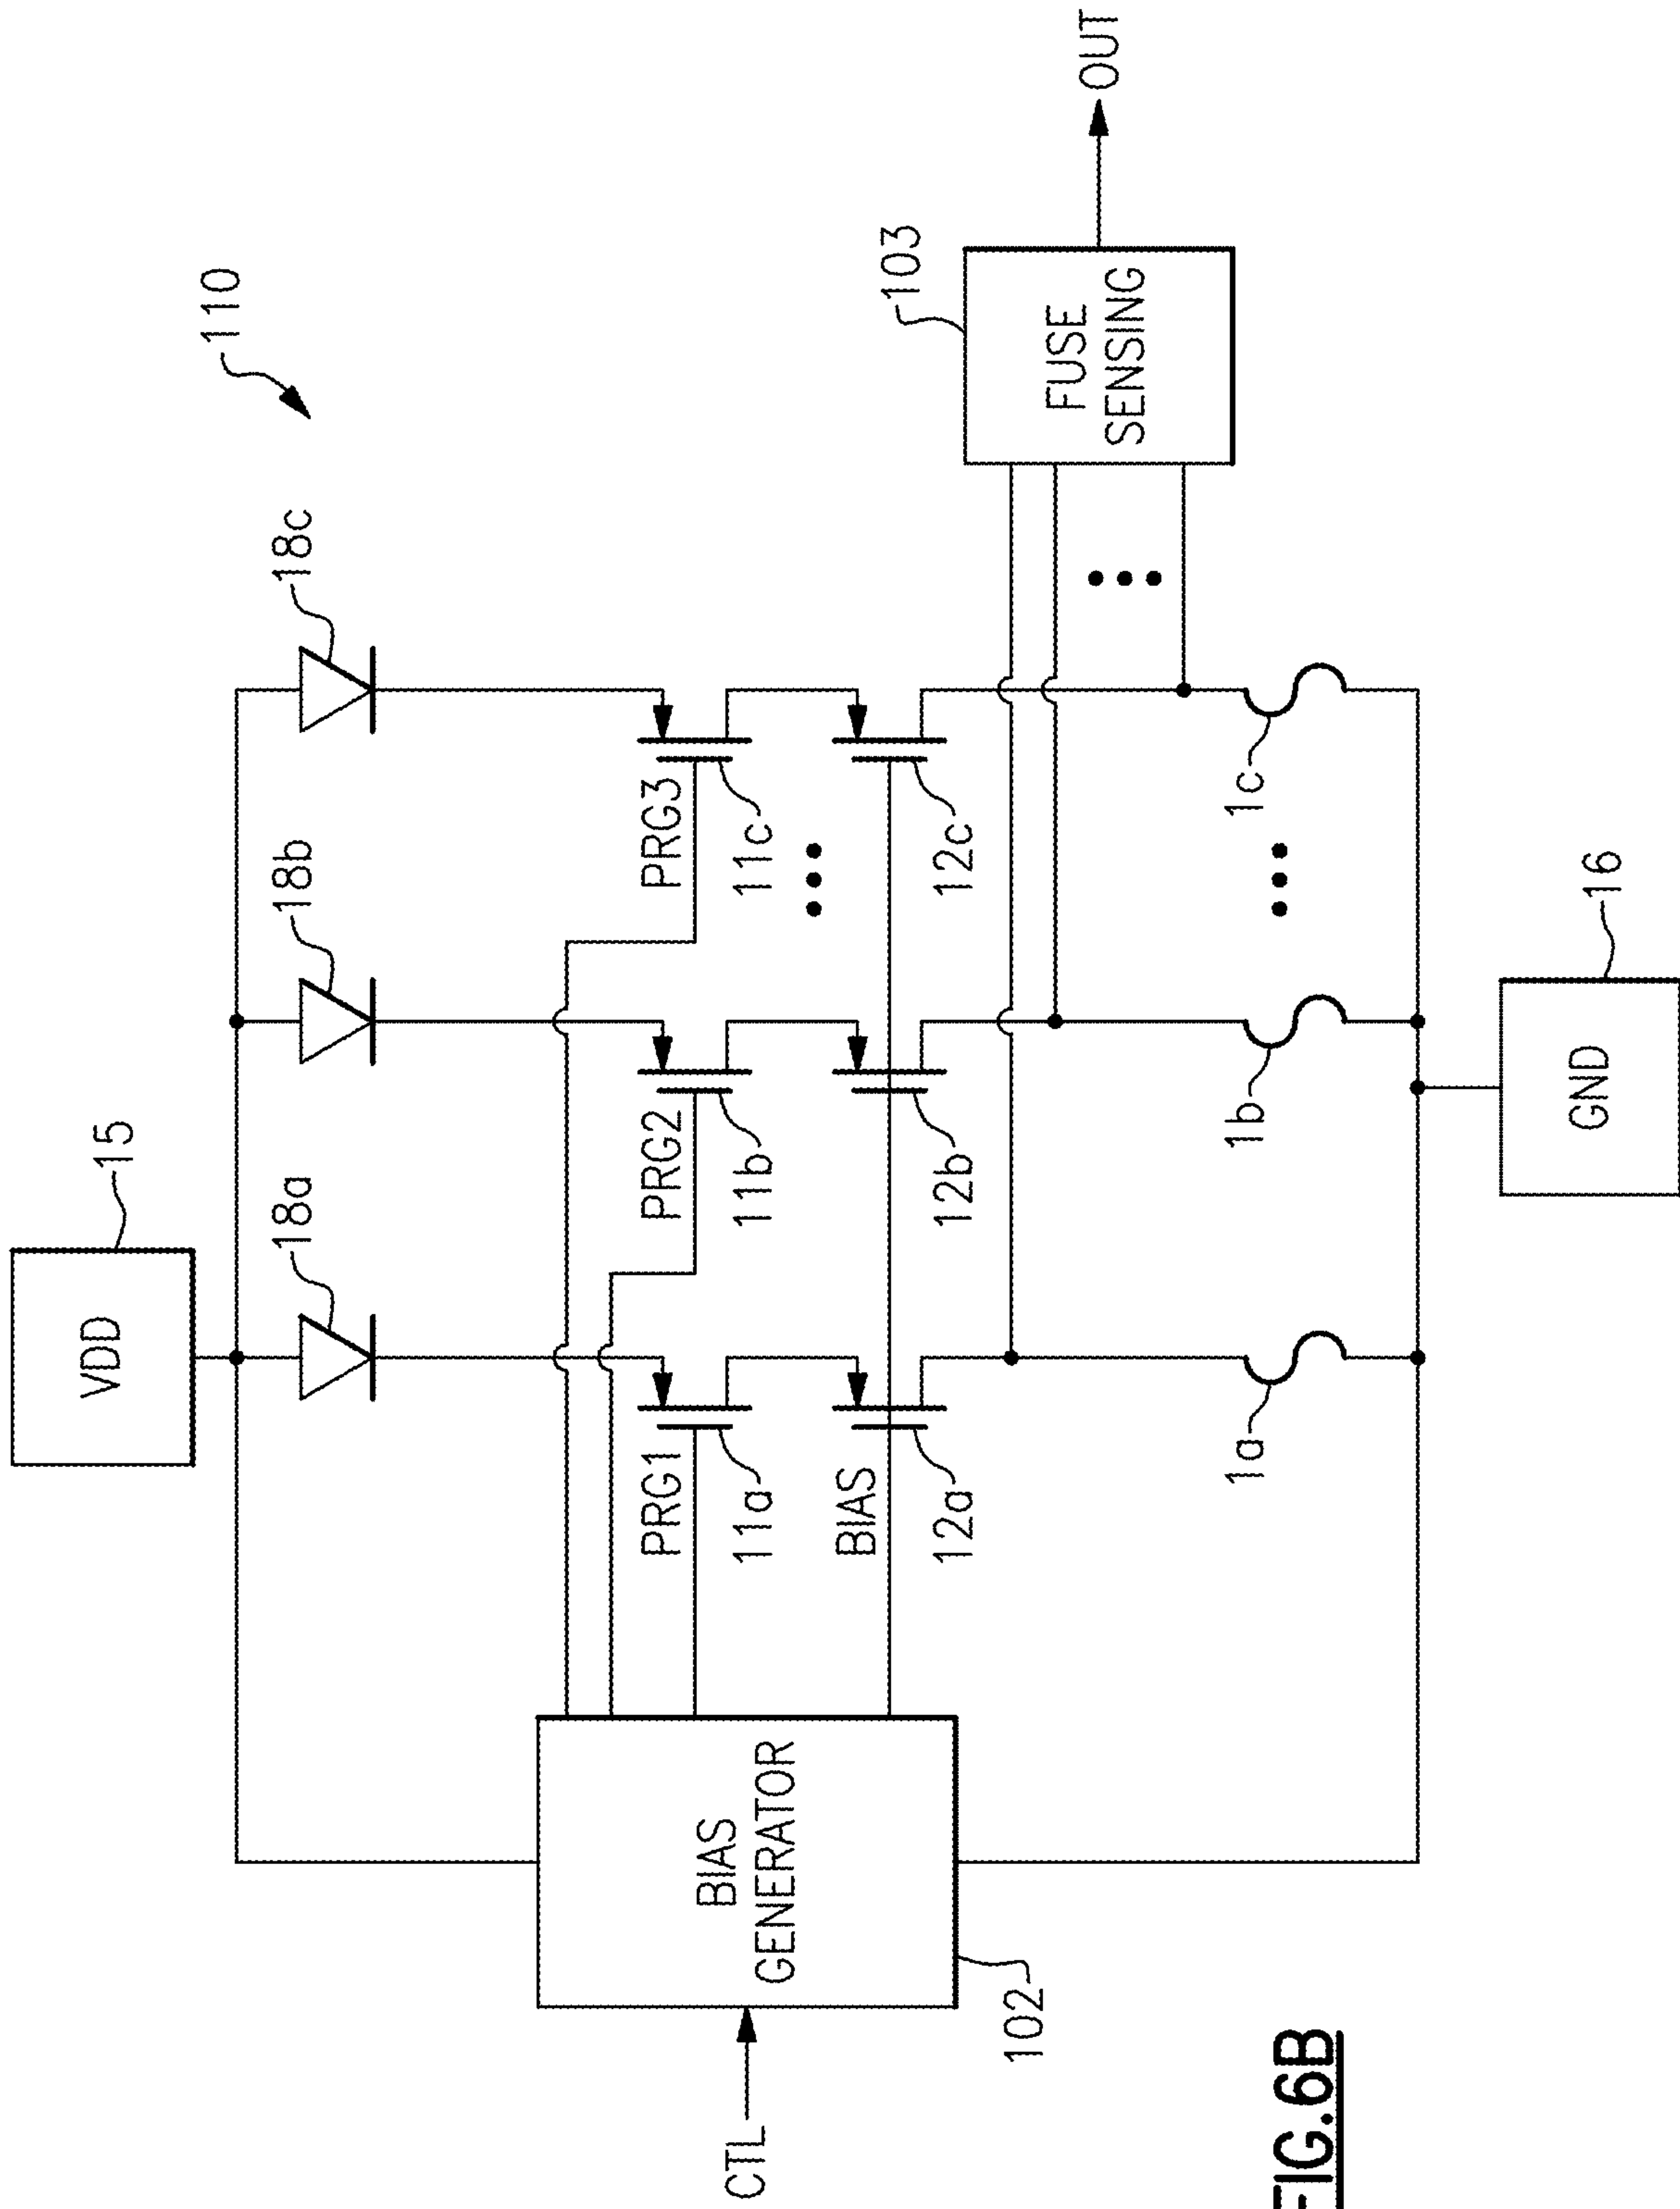 110
VDD
15
18a
18b
18c
PRG1
PRG2
PRG3
11a
11b
11c
BIAS
12a
12b
12c
BIAS
GENERATOR
CTL
102
FUSE
SENSING
103
OUT
1a
1b
1c
GND
16
FIG.6B